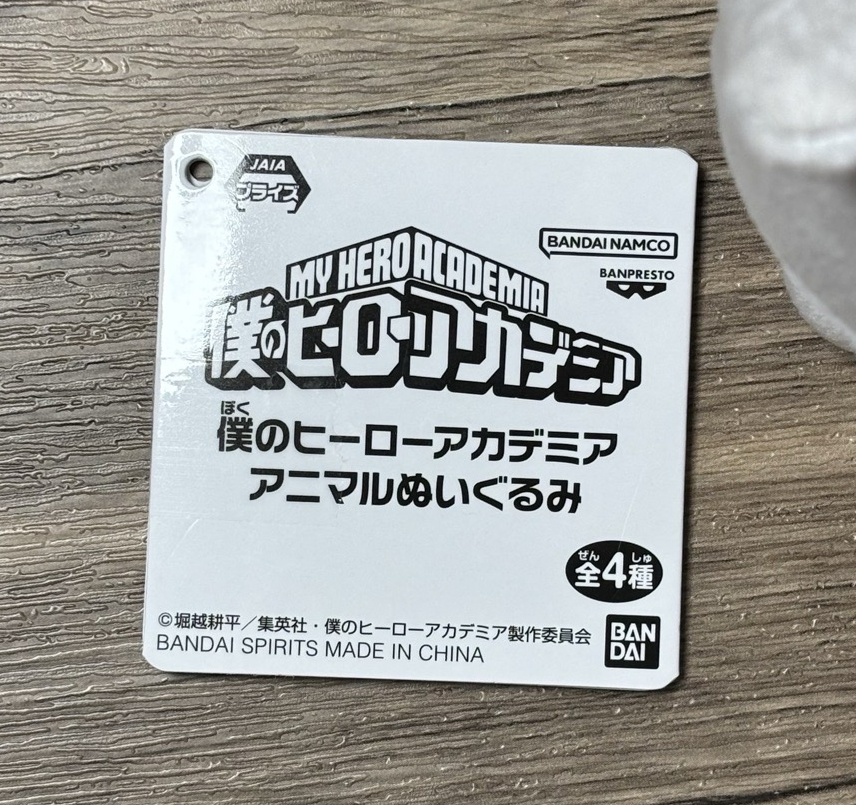 JAIA
プライズ
BANDAI NAMCO
BANPRESTO
MY HERO ACADEMIA
僕のヒーローアカデミア
ぼく
僕のヒーローアカデミア
アニマルぬいぐるみ
ぜん しゅ
全4種
©堀越耕平／集英社・僕のヒーローアカデミア製作委員会
BANDAI SPIRITS MADE IN CHINA
BAN
DAI